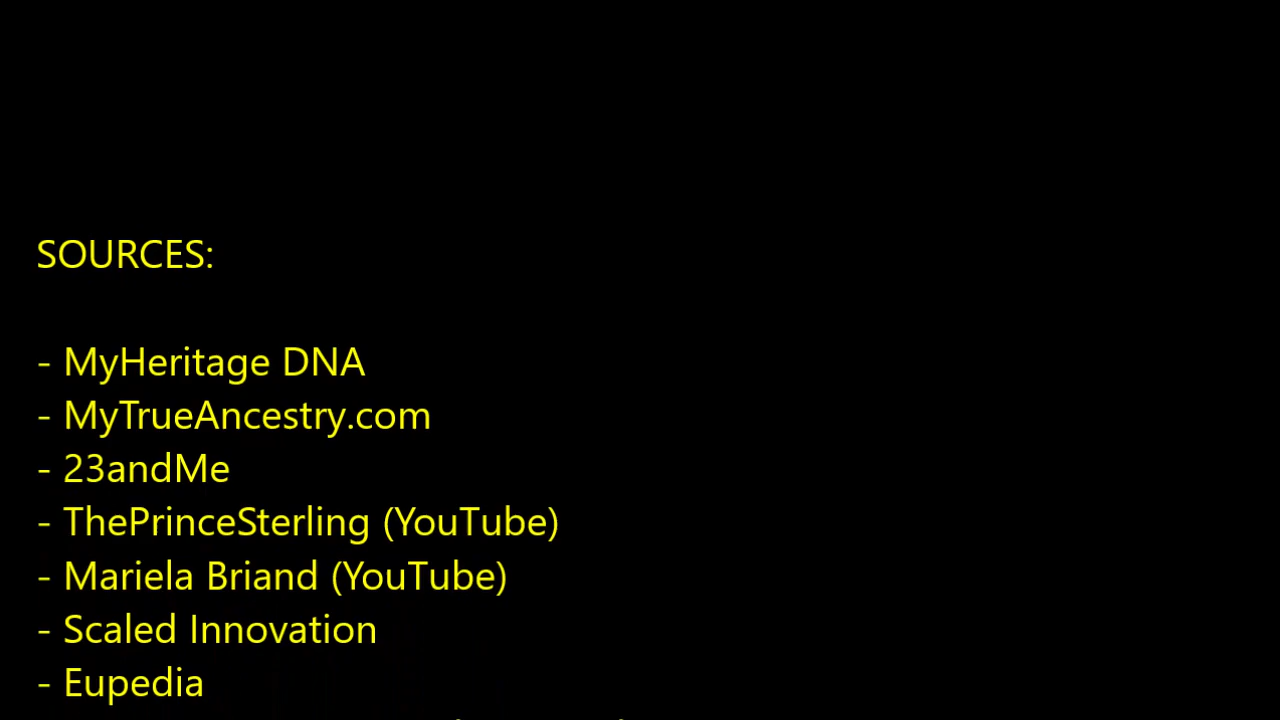 SOURCES:
- MyHeritage DNA
- MyTrueAncestry.com
- 23andMe
- ThePrinceSterling (YouTube)
- Mariela Briand (YouTube)
- Scaled Innovation
- Eupedia